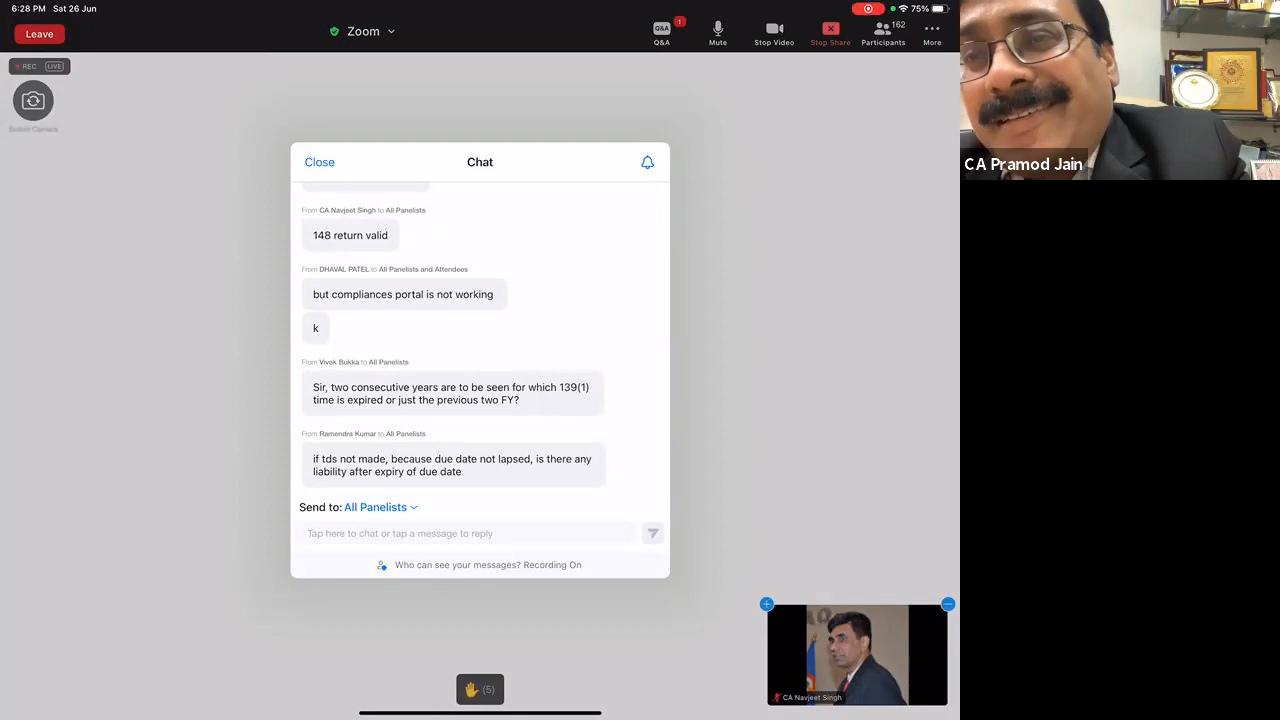 6:28 PM Sat 26 Jun
75%
Leave
Zoom
1
Q&A
Q&A
Mute
Stop Video
Stop Share
162
Participants
More
REC LIVE
Switch Camera
Close
Chat
From CA Navjeet Singh to All Panelists
148 return valid
From DHAVAL PATEL to All Panelists and Attendees
but compliances portal is not working
k
From Vivek Bukka to All Panelists
Sir, two consecutive years are to be seen for which 139(1)
time is expired or just the previous two FY?
From Ramendra Kumar to All Panelists
if tds not made, because due date not lapsed, is there any
liability after expiry of due date
Send to: All Panelists
Tap here to chat or tap a message to reply
Who can see your messages? Recording On
(5)
CA Navjeet Singh
CA Pramod Jain